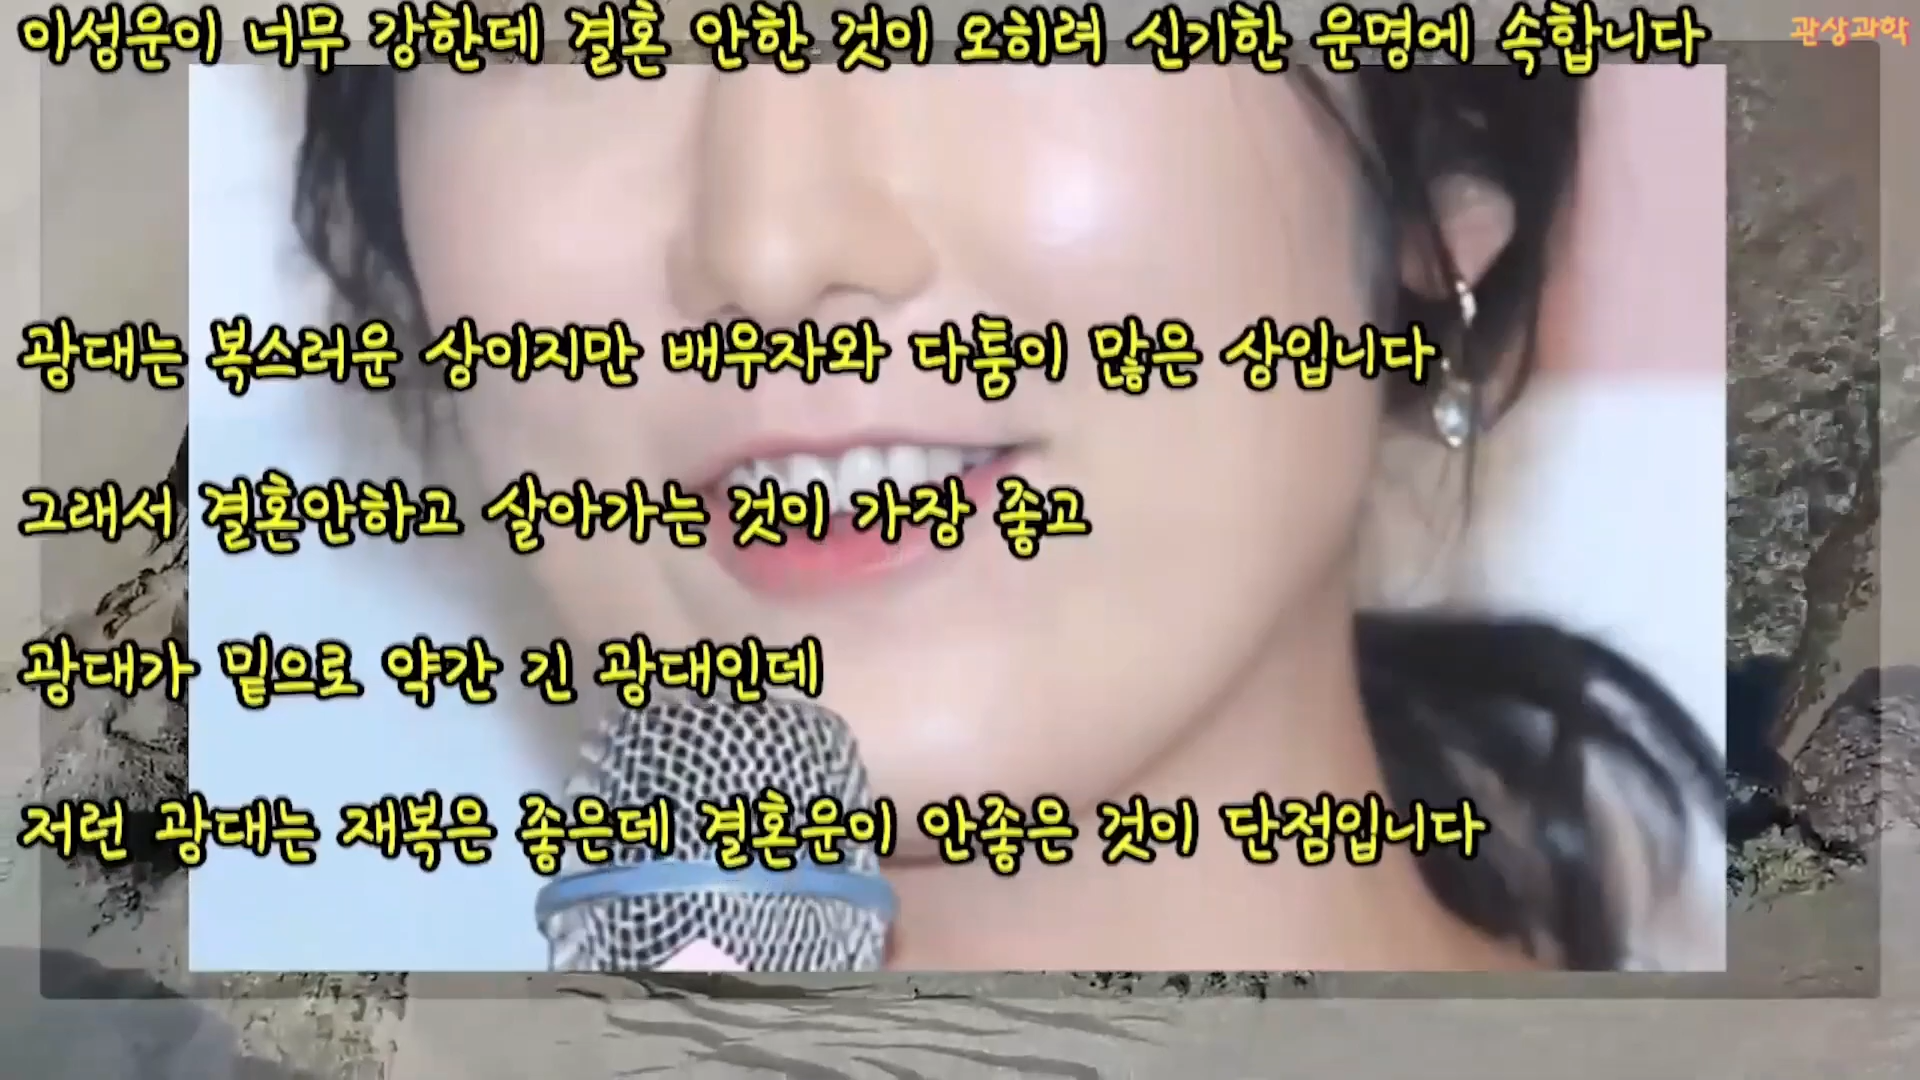 이성운이 너무 강한데 결혼 안한 것이 오히려 신기한 운명에 속합니다
관상과학
광대는 복스러운 상이지만 배우자와 다툼이 많은 상입니다
그래서 결혼안하고 살아가는 것이 가장 좋고
광대가 밑으로 약간 긴 광대인데
저런 광대는 재복은 좋은데 결혼운이 안좋은 것이 단점입니다